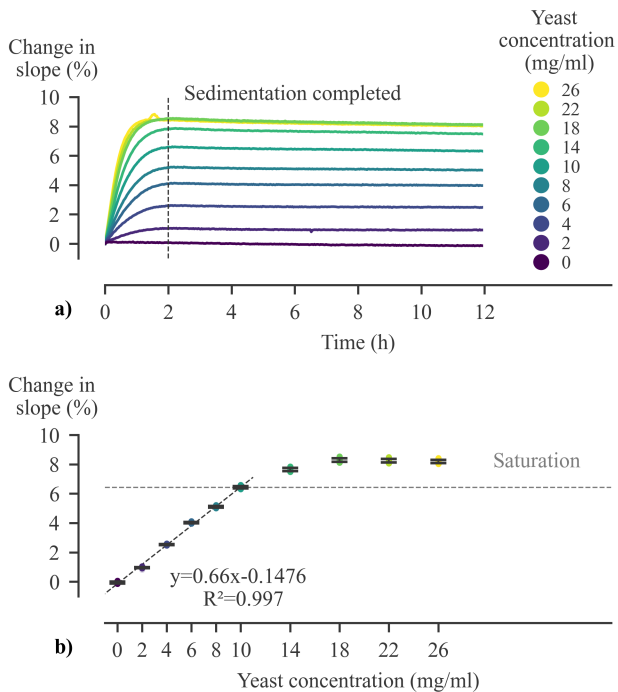 Yeast
concentration
(mg/ml)
Change in
slope (%)
Sedimentation completed
10
8
6
4
2
0
26
22
18
14
10
8
6
4
2
0
0 2 4 6 8 10 12
a)
Time (h)
Change in
slope (%)
10
8
6
4
2
0
Saturation
y=0.66x-0.1476
R²=0.997
0 2 4 6 8 10 14 18 22 26
b)
Yeast concentration (mg/ml)